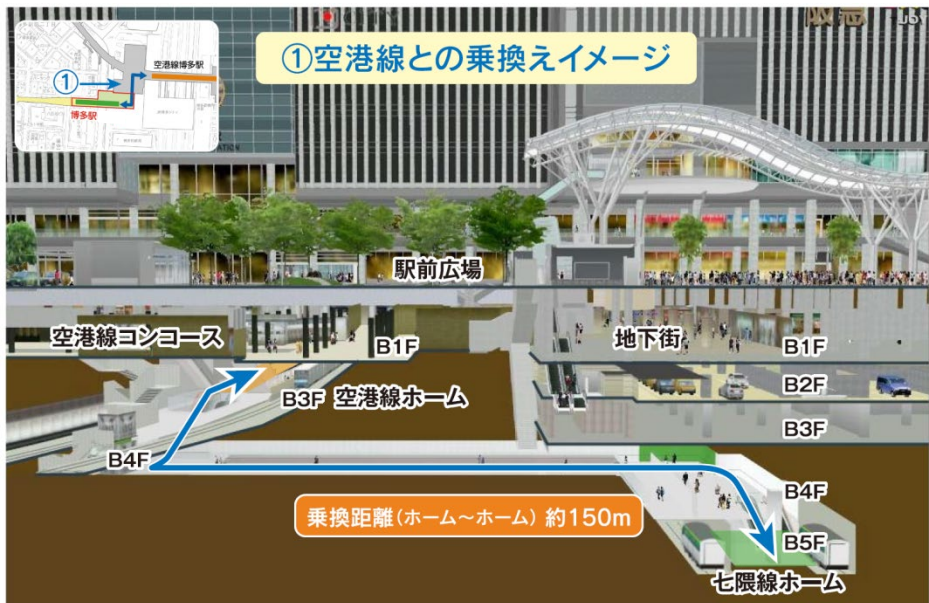 ①空港線との乗換えイメージ
①
空港線博多駅
博多駅
駅前広場
空港線コンコース
B1F
地下街
B1F
B2F
B3F 空港線ホーム
B3F
B4F
B4F
乗換距離(ホーム～ホーム) 約150m
B5F
七隈線ホーム